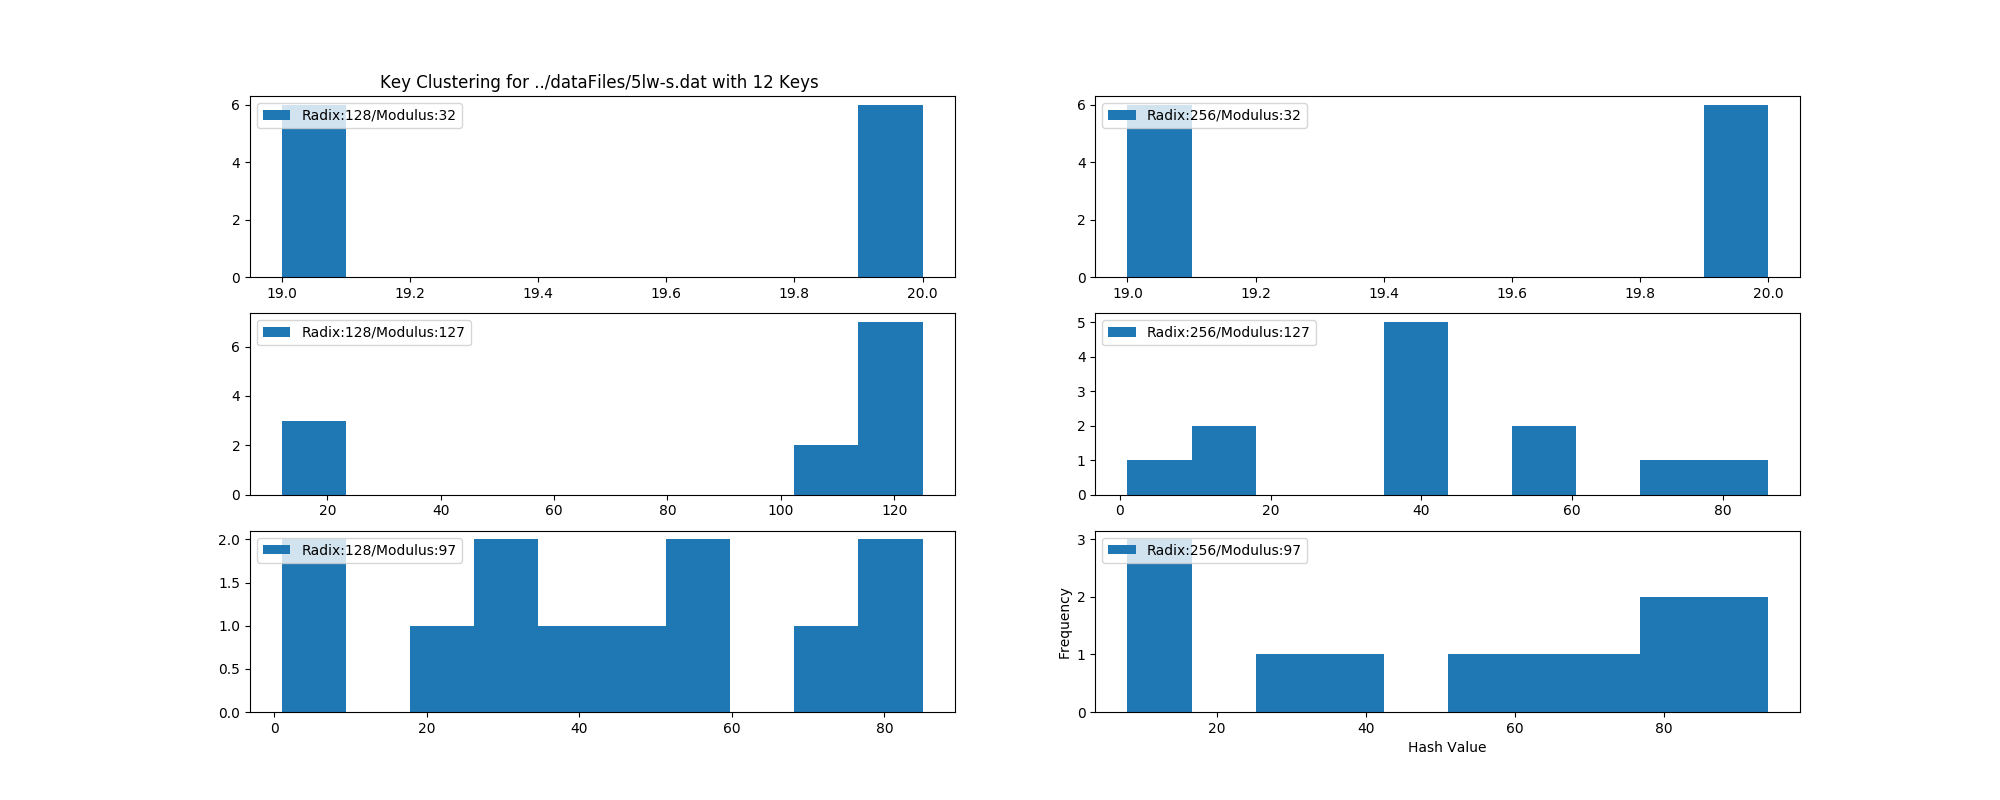 Key Clustering for ../dataFiles/5lw-s.dat with 12 Keys
Radix:128/Modulus:32
6
4
2
0
19.0 19.2 19.4 19.6 19.8 20.0
Radix:256/Modulus:32
6
4
2
0
19.0 19.2 19.4 19.6 19.8 20.0
Radix:128/Modulus:127
6
4
2
0
20 40 60 80 100 120
Radix:256/Modulus:127
5
4
3
2
1
0
0 20 40 60 80
Radix:128/Modulus:97
2.0
1.5
1.0
0.5
0.0
0 20 40 60 80
Radix:256/Modulus:97
Frequency
3
2
1
0
20 40 60 80
Hash Value